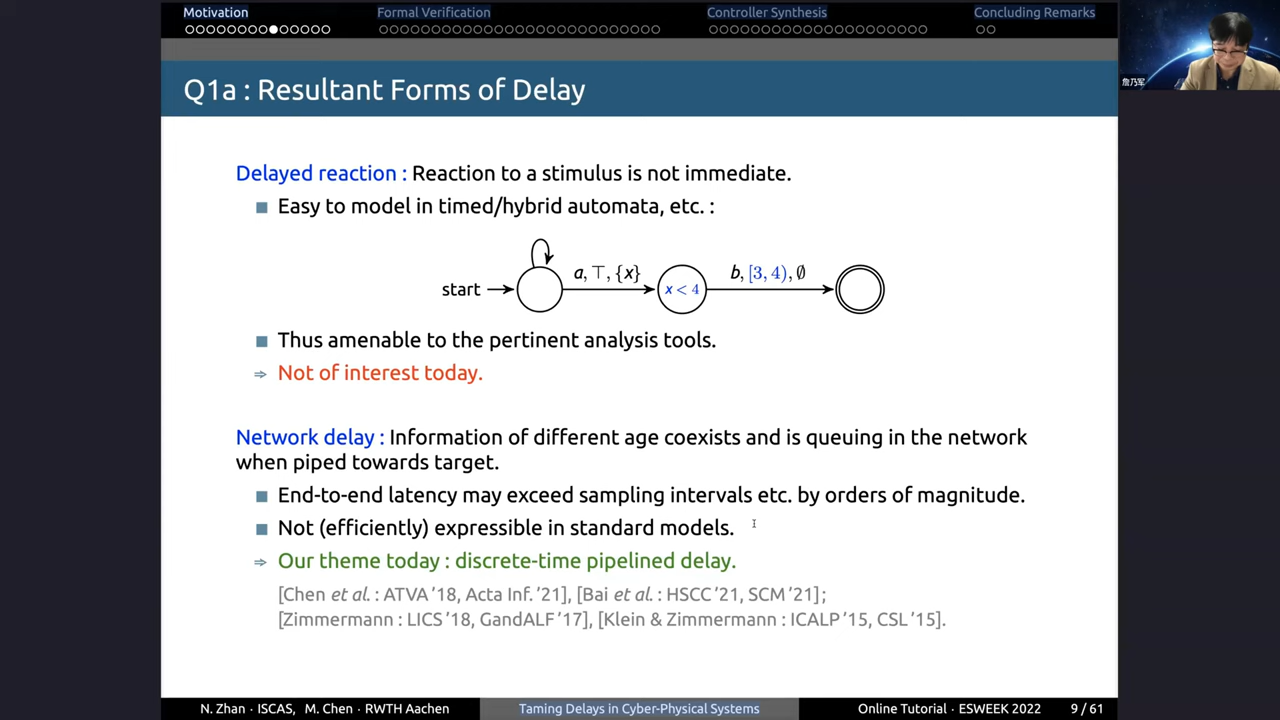 Motivation Formal Verification Controller Synthesis Concluding Remarks
詹乃军
Q1a : Resultant Forms of Delay
Delayed reaction : Reaction to a stimulus is not immediate.
Easy to model in timed/hybrid automata, etc. :
start a, ⊤, {x} x < 4 b, [3, 4), ∅
Thus amenable to the pertinent analysis tools.
⇒ Not of interest today.
Network delay : Information of different age coexists and is queuing in the network
when piped towards target.
End-to-end latency may exceed sampling intervals etc. by orders of magnitude.
Not (efficiently) expressible in standard models.
⇒ Our theme today : discrete-time pipelined delay.
[Chen et al. : ATVA ’18, Acta Inf. ’21], [Bai et al. : HSCC ’21, SCM ’21] ;
[Zimmermann : LICS ’18, GandALF ’17], [Klein & Zimmermann : ICALP ’15, CSL ’15].
N. Zhan · ISCAS, M. Chen · RWTH Aachen Taming Delays in Cyber-Physical Systems Online Tutorial · ESWEEK 2022 9 / 61